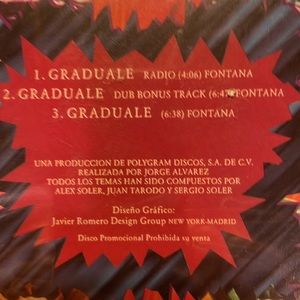 1. GRADUALE RADIO (4:06) FONTANA
2. GRADUALE DUB BONUS TRACK (6:47) FONTANA
3. GRADUALE (6:38) FONTANA
UNA PRODUCCION DE POLYGRAM DISCOS, S.A. DE C.V.
REALIZADA POR JORGE ALVAREZ
TODOS LOS TEMAS HAN SIDO COMPUESTOS POR
ALEX SOLER, JUAN TARODO Y SERGIO SOLER
Diseño Gráfico:
Javier Romero Design Group NEW YORK-MADRID
Disco Promocional Prohibida su venta